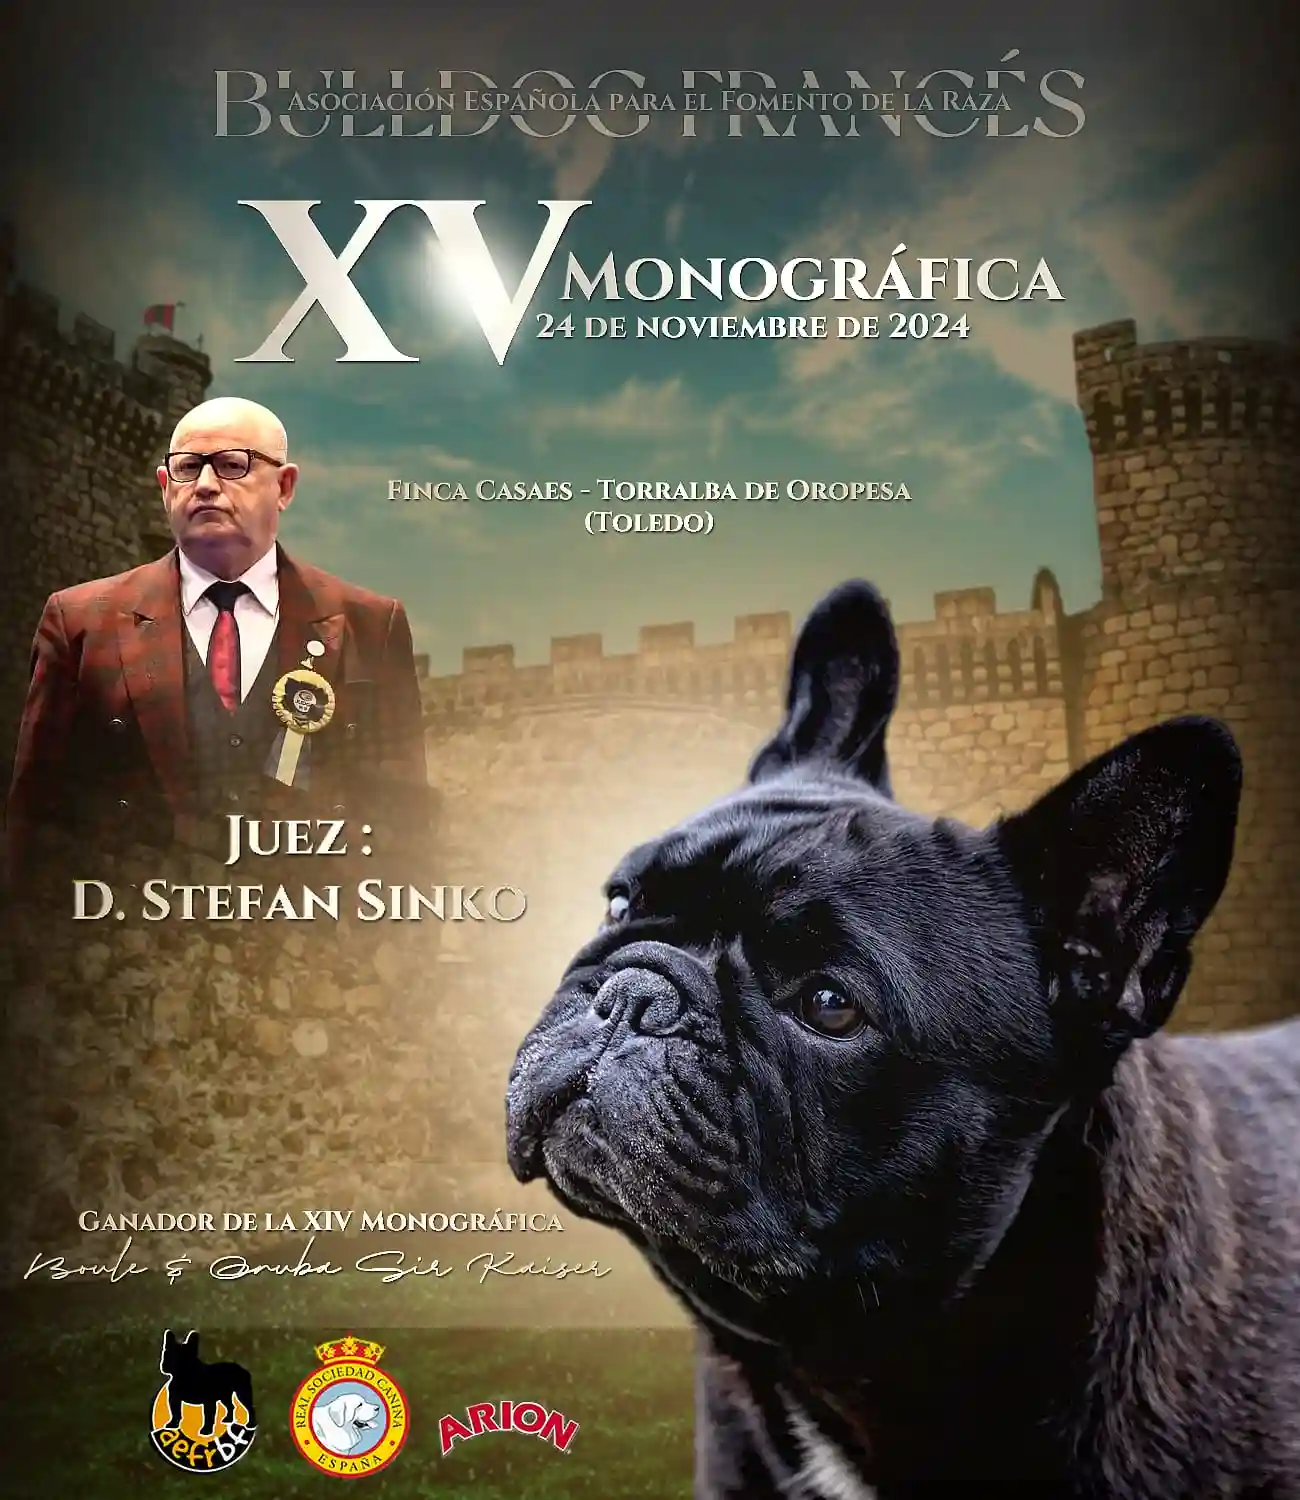 BULLDOG FRANCÉS
ASOCIACIÓN ESPAÑOLA PARA EL FOMENTO DE LA RAZA
XV MONOGRÁFICA
24 DE NOVIEMBRE DE 2024
FINCA CASAES - TORRALBA DE OROPESA
(TOLEDO)
JUEZ :
D. STEFAN SINKO
GANADOR DE LA XIV MONOGRÁFICA
Boule & Onuba Sir Kaiser
aefrbf
REAL SOCIEDAD CANINA
ESPAÑA
ARION